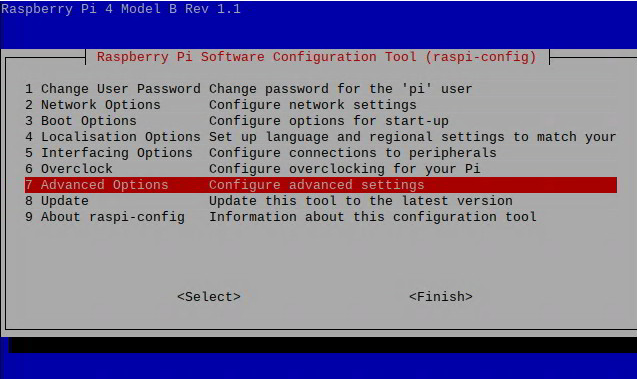 Raspberry Pi 4 Model B Rev 1.1
Raspberry Pi Software Configuration Tool (raspi-config)
1 Change User Password Change password for the 'pi' user
2 Network Options Configure network settings
3 Boot Options Configure options for start-up
4 Localisation Options Set up language and regional settings to match your
5 Interfacing Options Configure connections to peripherals
6 Overclock Configure overclocking for your Pi
7 Advanced Options Configure advanced settings
8 Update Update this tool to the latest version
9 About raspi-config Information about this configuration tool
<Select> <Finish>